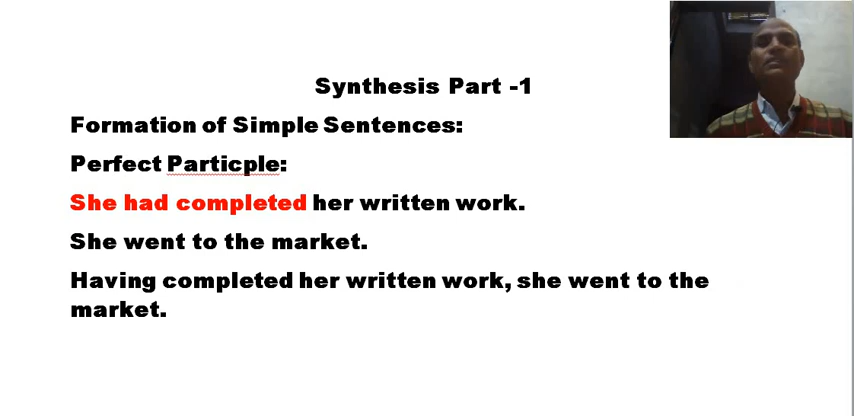 Synthesis Part -1
Formation of Simple Sentences:
Perfect Particple:
She had completed her written work.
She went to the market.
Having completed her written work, she went to the
market.